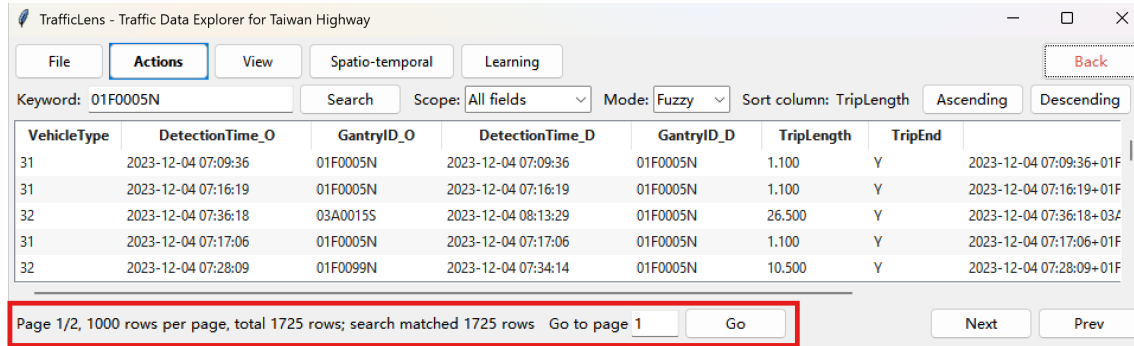 TrafficLens - Traffic Data Explorer for Taiwan Highway
File Actions View Spatio-temporal Learning Back
Keyword: 01F0005N Search Scope: All fields Mode: Fuzzy Sort column: TripLength Ascending Descending
VehicleType DetectionTime_O GantryID_O DetectionTime_D GantryID_D TripLength TripEnd
31 2023-12-04 07:09:36 01F0005N 2023-12-04 07:09:36 01F0005N 1.100 Y 2023-12-04 07:09:36+01F
31 2023-12-04 07:16:19 01F0005N 2023-12-04 07:16:19 01F0005N 1.100 Y 2023-12-04 07:16:19+01F
32 2023-12-04 07:36:18 03A0015S 2023-12-04 08:13:29 01F0005N 26.500 Y 2023-12-04 07:36:18+03A
31 2023-12-04 07:17:06 01F0005N 2023-12-04 07:17:06 01F0005N 1.100 Y 2023-12-04 07:17:06+01F
32 2023-12-04 07:28:09 01F0099N 2023-12-04 07:34:14 01F0005N 10.500 Y 2023-12-04 07:28:09+01F
Page 1/2, 1000 rows per page, total 1725 rows; search matched 1725 rows Go to page 1 Go Next Prev